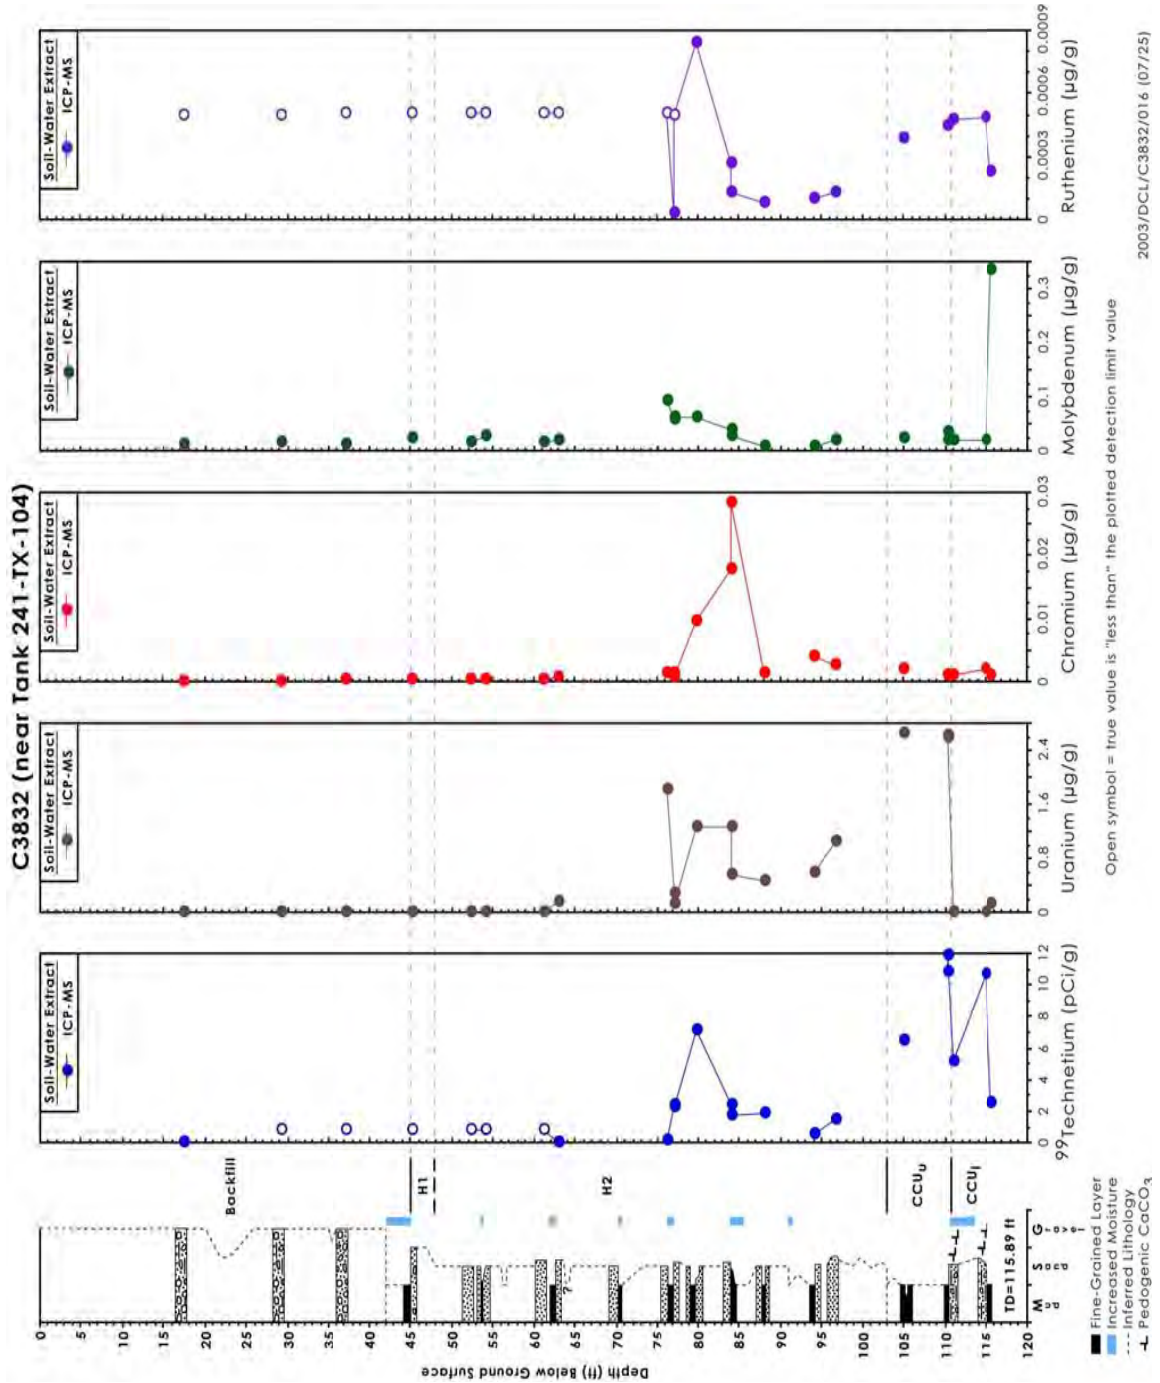 C3832 (near Tank 241-TX-104)
Soil-Water Extract
ICP-MS
Soil-Water Extract
ICP-MS
Soil-Water Extract
ICP-MS
Soil-Water Extract
ICP-MS
Soil-Water Extract
ICP-MS
0
5
10
15
20
25
30
35
40
45
50
55
60
65
70
75
80
85
90
95
100
105
110
115
120
Depth (ft) Below Ground Surface
Backfill
H1
H2
CCUu
CCUl
TD=115.89 ft
Mud
Sand
Gravel
?
0 2 4 6 8 10 12
99Technetium (pCi/g)
0 0.8 1.6 2.4
Uranium (µg/g)
0 0.01 0.02 0.03
Chromium (µg/g)
0 0.1 0.2 0.3
Molybdenum (µg/g)
0 0.0003 0.0006 0.0009
Ruthenium (µg/g)
Fine-Grained Layer
Increased Moisture
Inferred Lithology
Pedogenic CaCO3
Open symbol = true value is "less than" the plotted detection limit value
2003/DCL/C3832/016 (07/25)